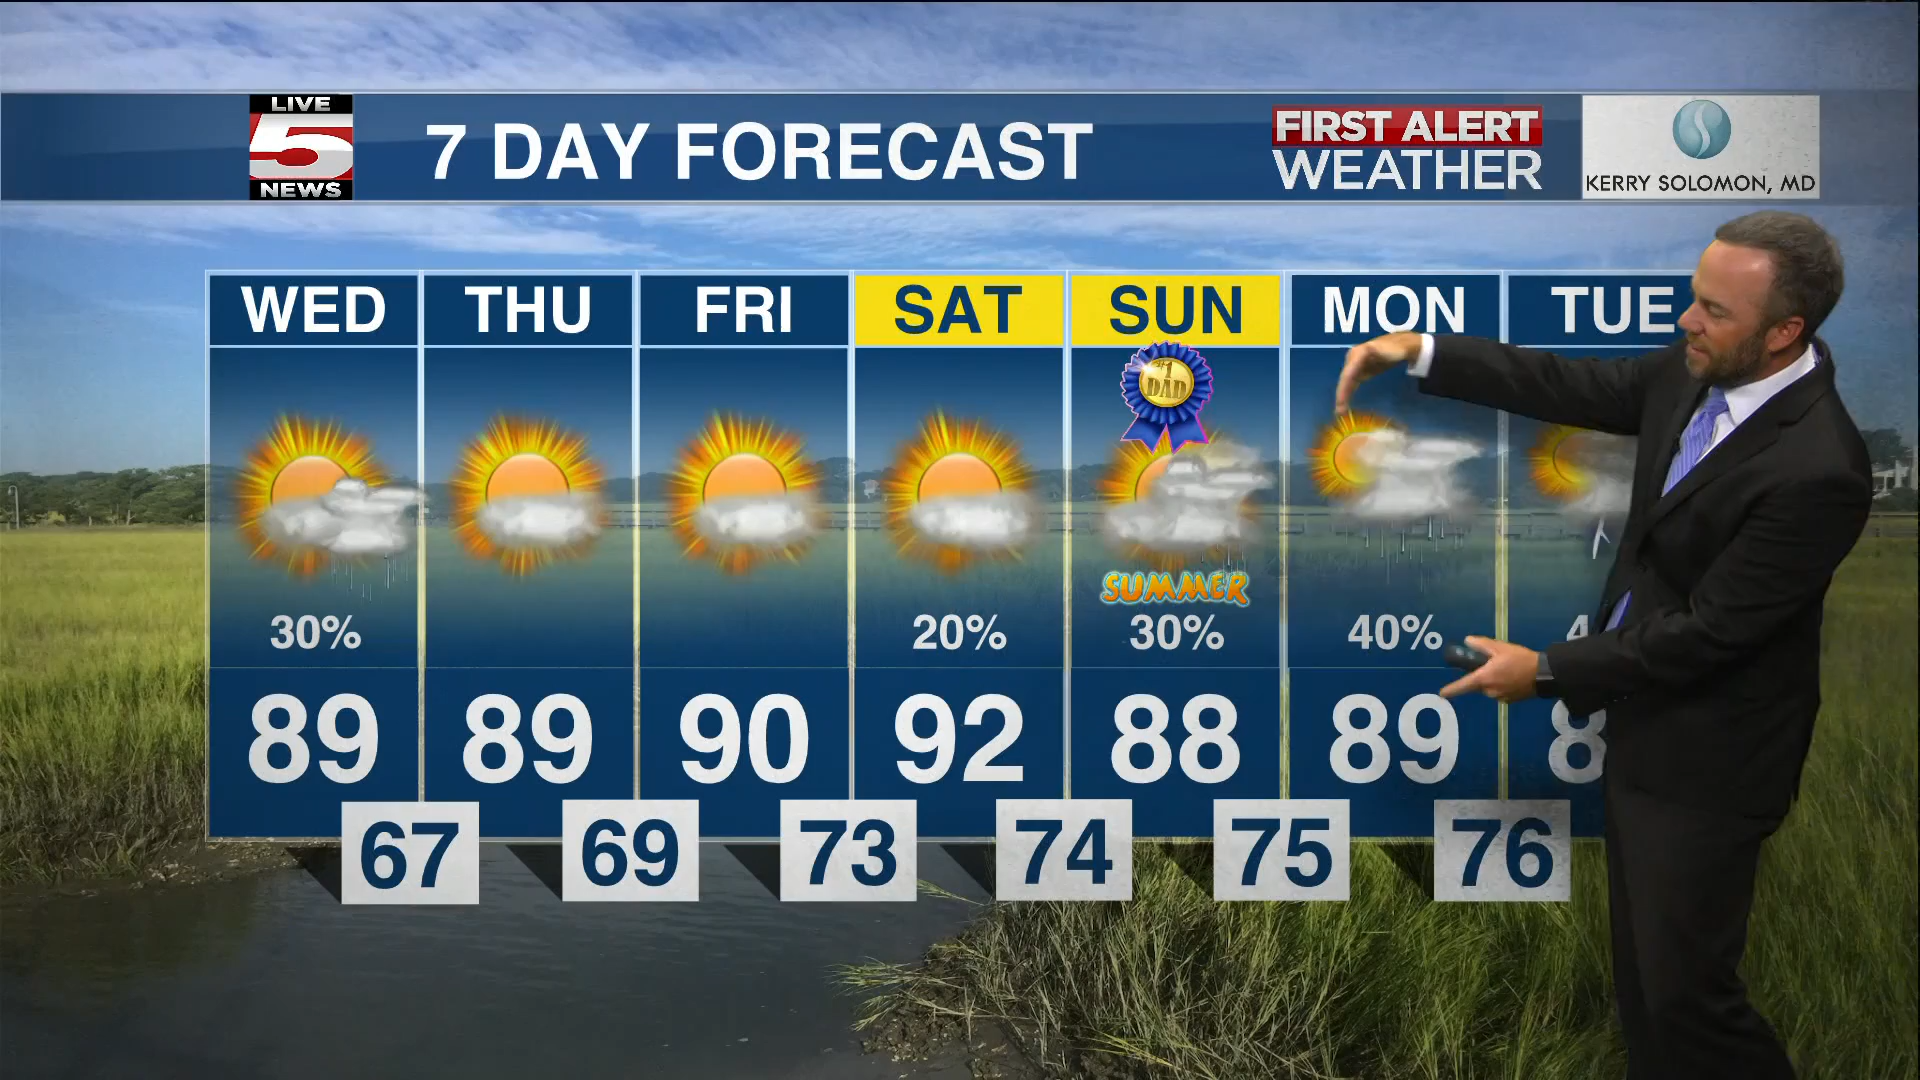 LIVE
5
NEWS
7 DAY FORECAST
FIRST ALERT
WEATHER
KERRY SOLOMON, MD
WED
THU
FRI
SAT
SUN
MON
TUE
#1
DAD
SUMMER
30%
20%
30%
40%
89
89
90
92
88
89
67
69
73
74
75
76